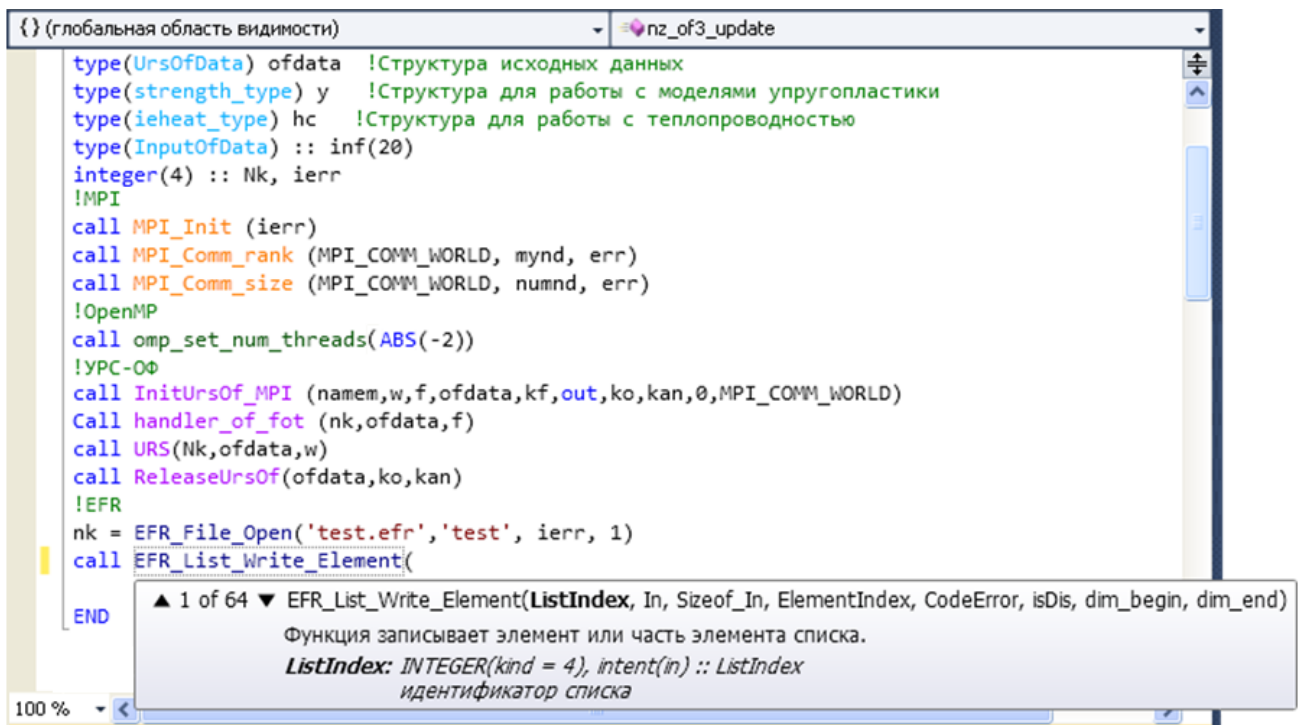 {} (глобальная область видимости) nz_of3_update
type(UrsOfData) ofdata !Структура исходных данных
type(strength_type) y !Структура для работы с моделями упругопластики
type(ieheat_type) hc !Структура для работы с теплопроводностью
type(InputOfData) :: inf(20)
integer(4) :: Nk, ierr
!MPI
call MPI_Init (ierr)
call MPI_Comm_rank (MPI_COMM_WORLD, mynd, err)
call MPI_Comm_size (MPI_COMM_WORLD, numnd, err)
!OpenMP
call omp_set_num_threads(ABS(-2))
!УРС-ОФ
call InitUrsOf_MPI (namem,w,f,ofdata,kf,out,ko,kan,0,MPI_COMM_WORLD)
Call handler_of_fot (nk,ofdata,f)
call URS(Nk,ofdata,w)
call ReleaseUrsOf(ofdata,ko,kan)
!EFR
nk = EFR_File_Open('test.efr','test', ierr, 1)
call EFR_List_Write_Element(
▲ 1 of 64 ▼ EFR_List_Write_Element(ListIndex, In, Sizeof_In, ElementIndex, CodeError, isDis, dim_begin, dim_end)
END
Функция записывает элемент или часть элемента списка.
ListIndex: INTEGER(kind = 4), intent(in) :: ListIndex
идентификатор списка
100 %